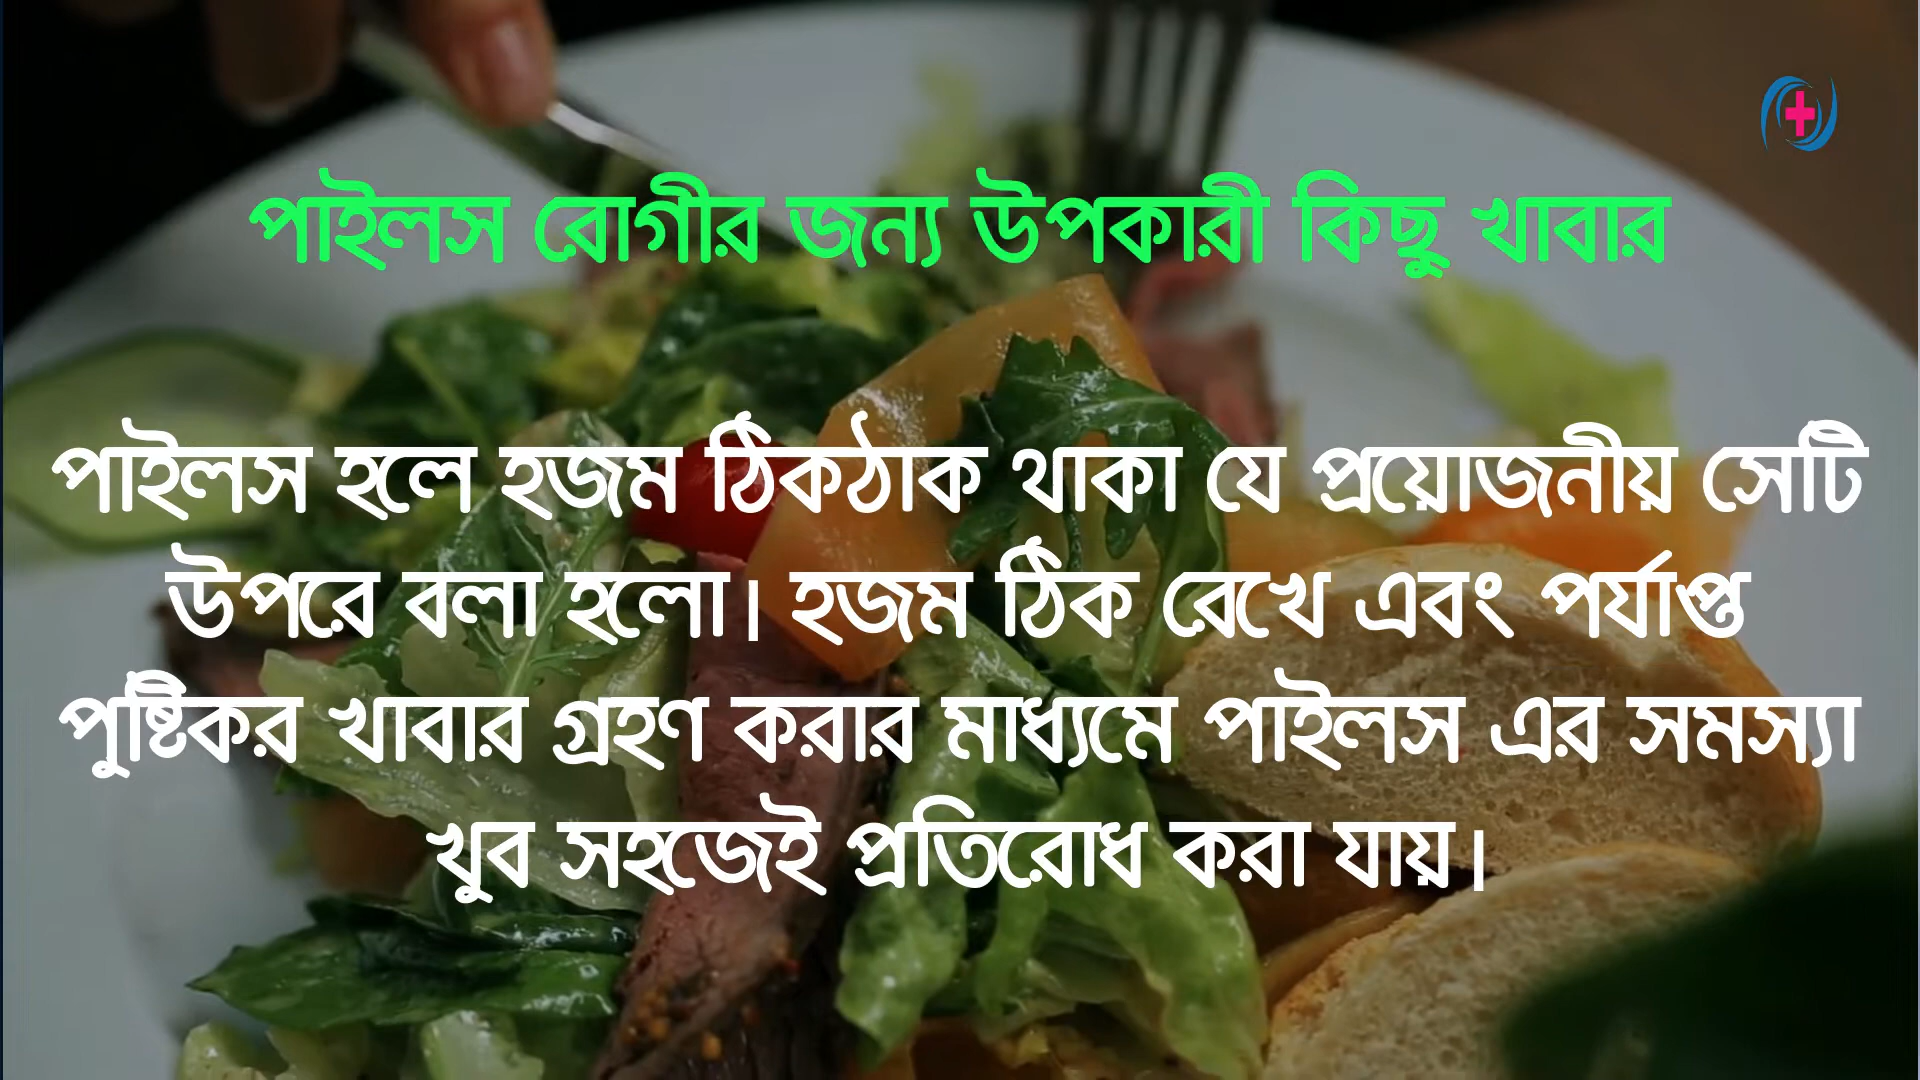 পাইলস রোগীর জন্য উপকারী কিছু খাবার
পাইলস হলে হজম ঠিকঠাক থাকা যে প্রয়োজনীয় সেটি
উপরে বলা হলো। হজম ঠিক রেখে এবং পর্যাপ্ত
পুষ্টিকর খাবার গ্রহণ করার মাধ্যমে পাইলস এর সমস্যা
খুব সহজেই প্রতিরোধ করা যায়।